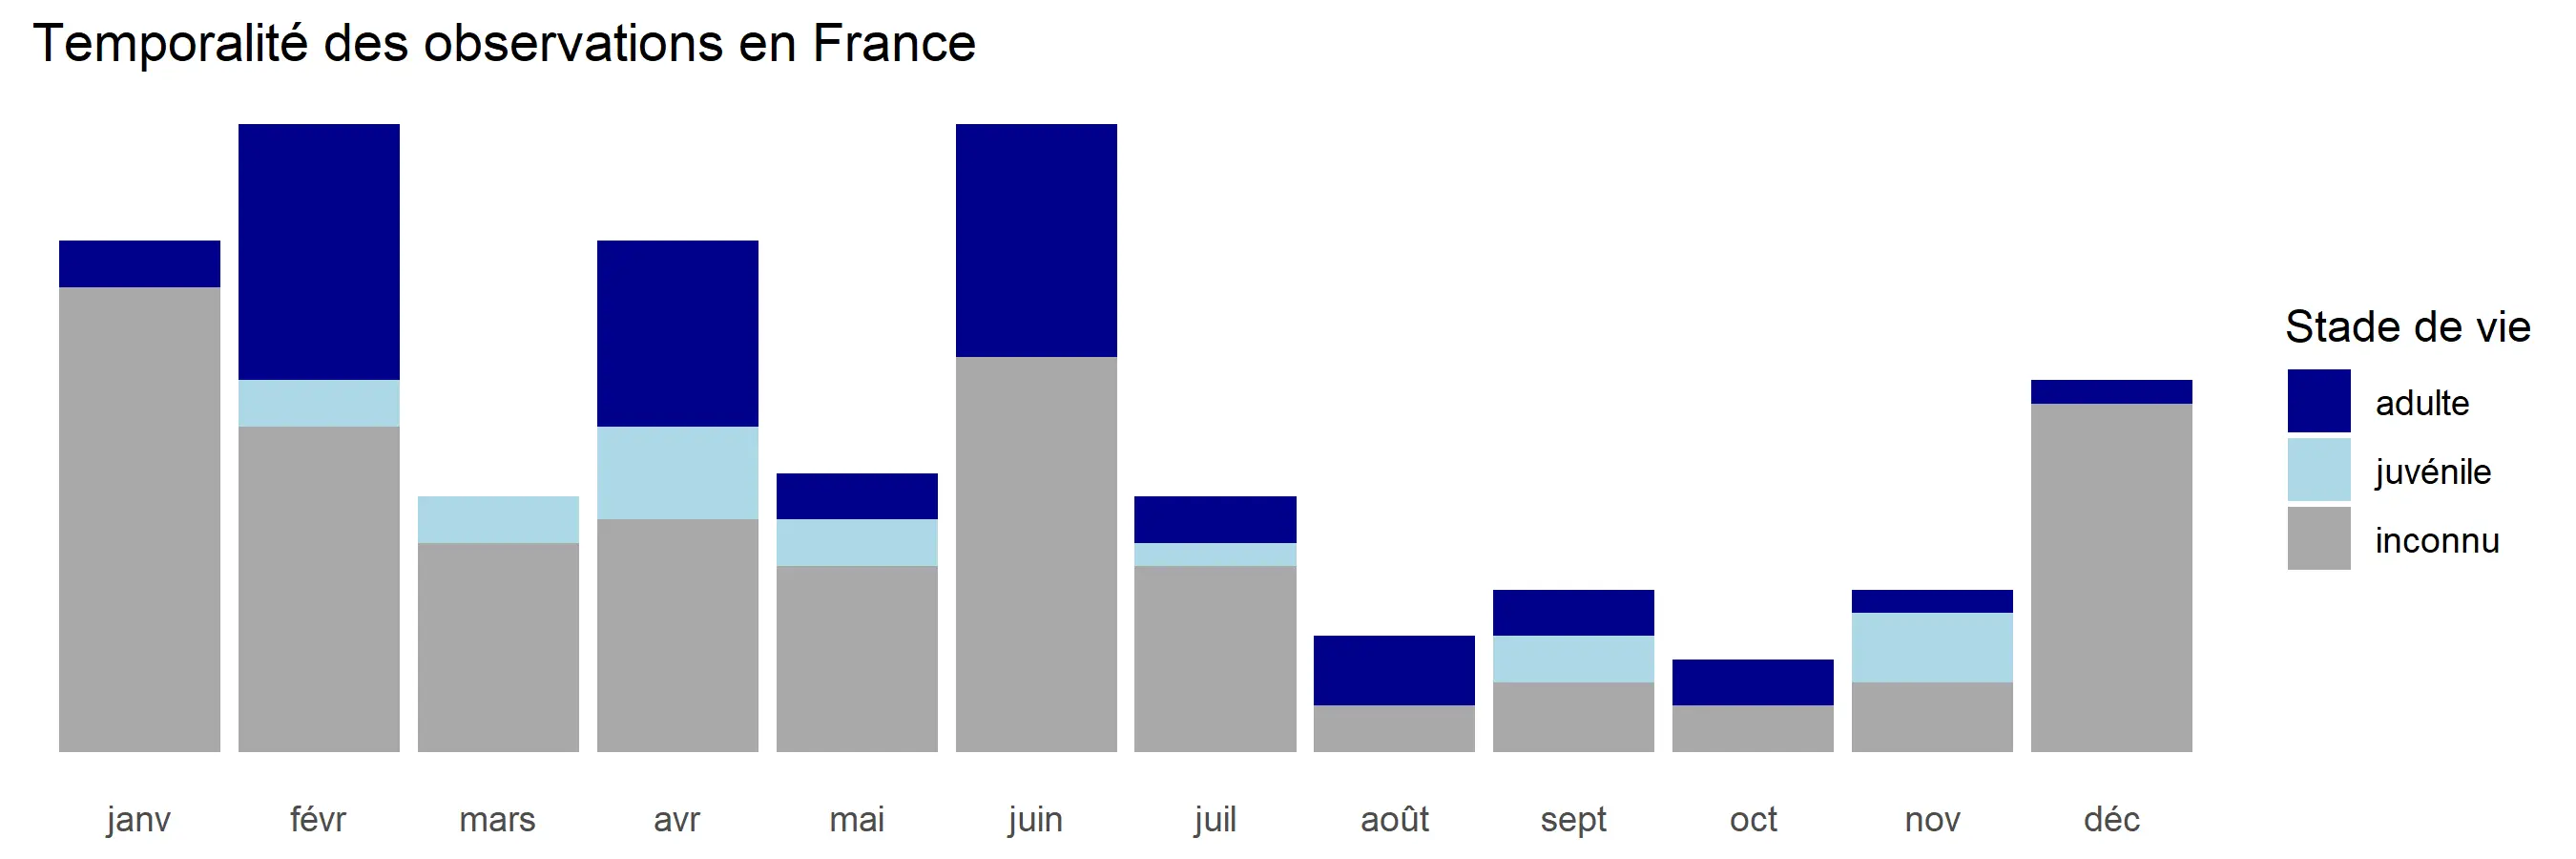 Temporalité des observations en France
Stade de vie
adulte
juvénile
inconnu
janv févr mars avr mai juin juil août sept oct nov déc